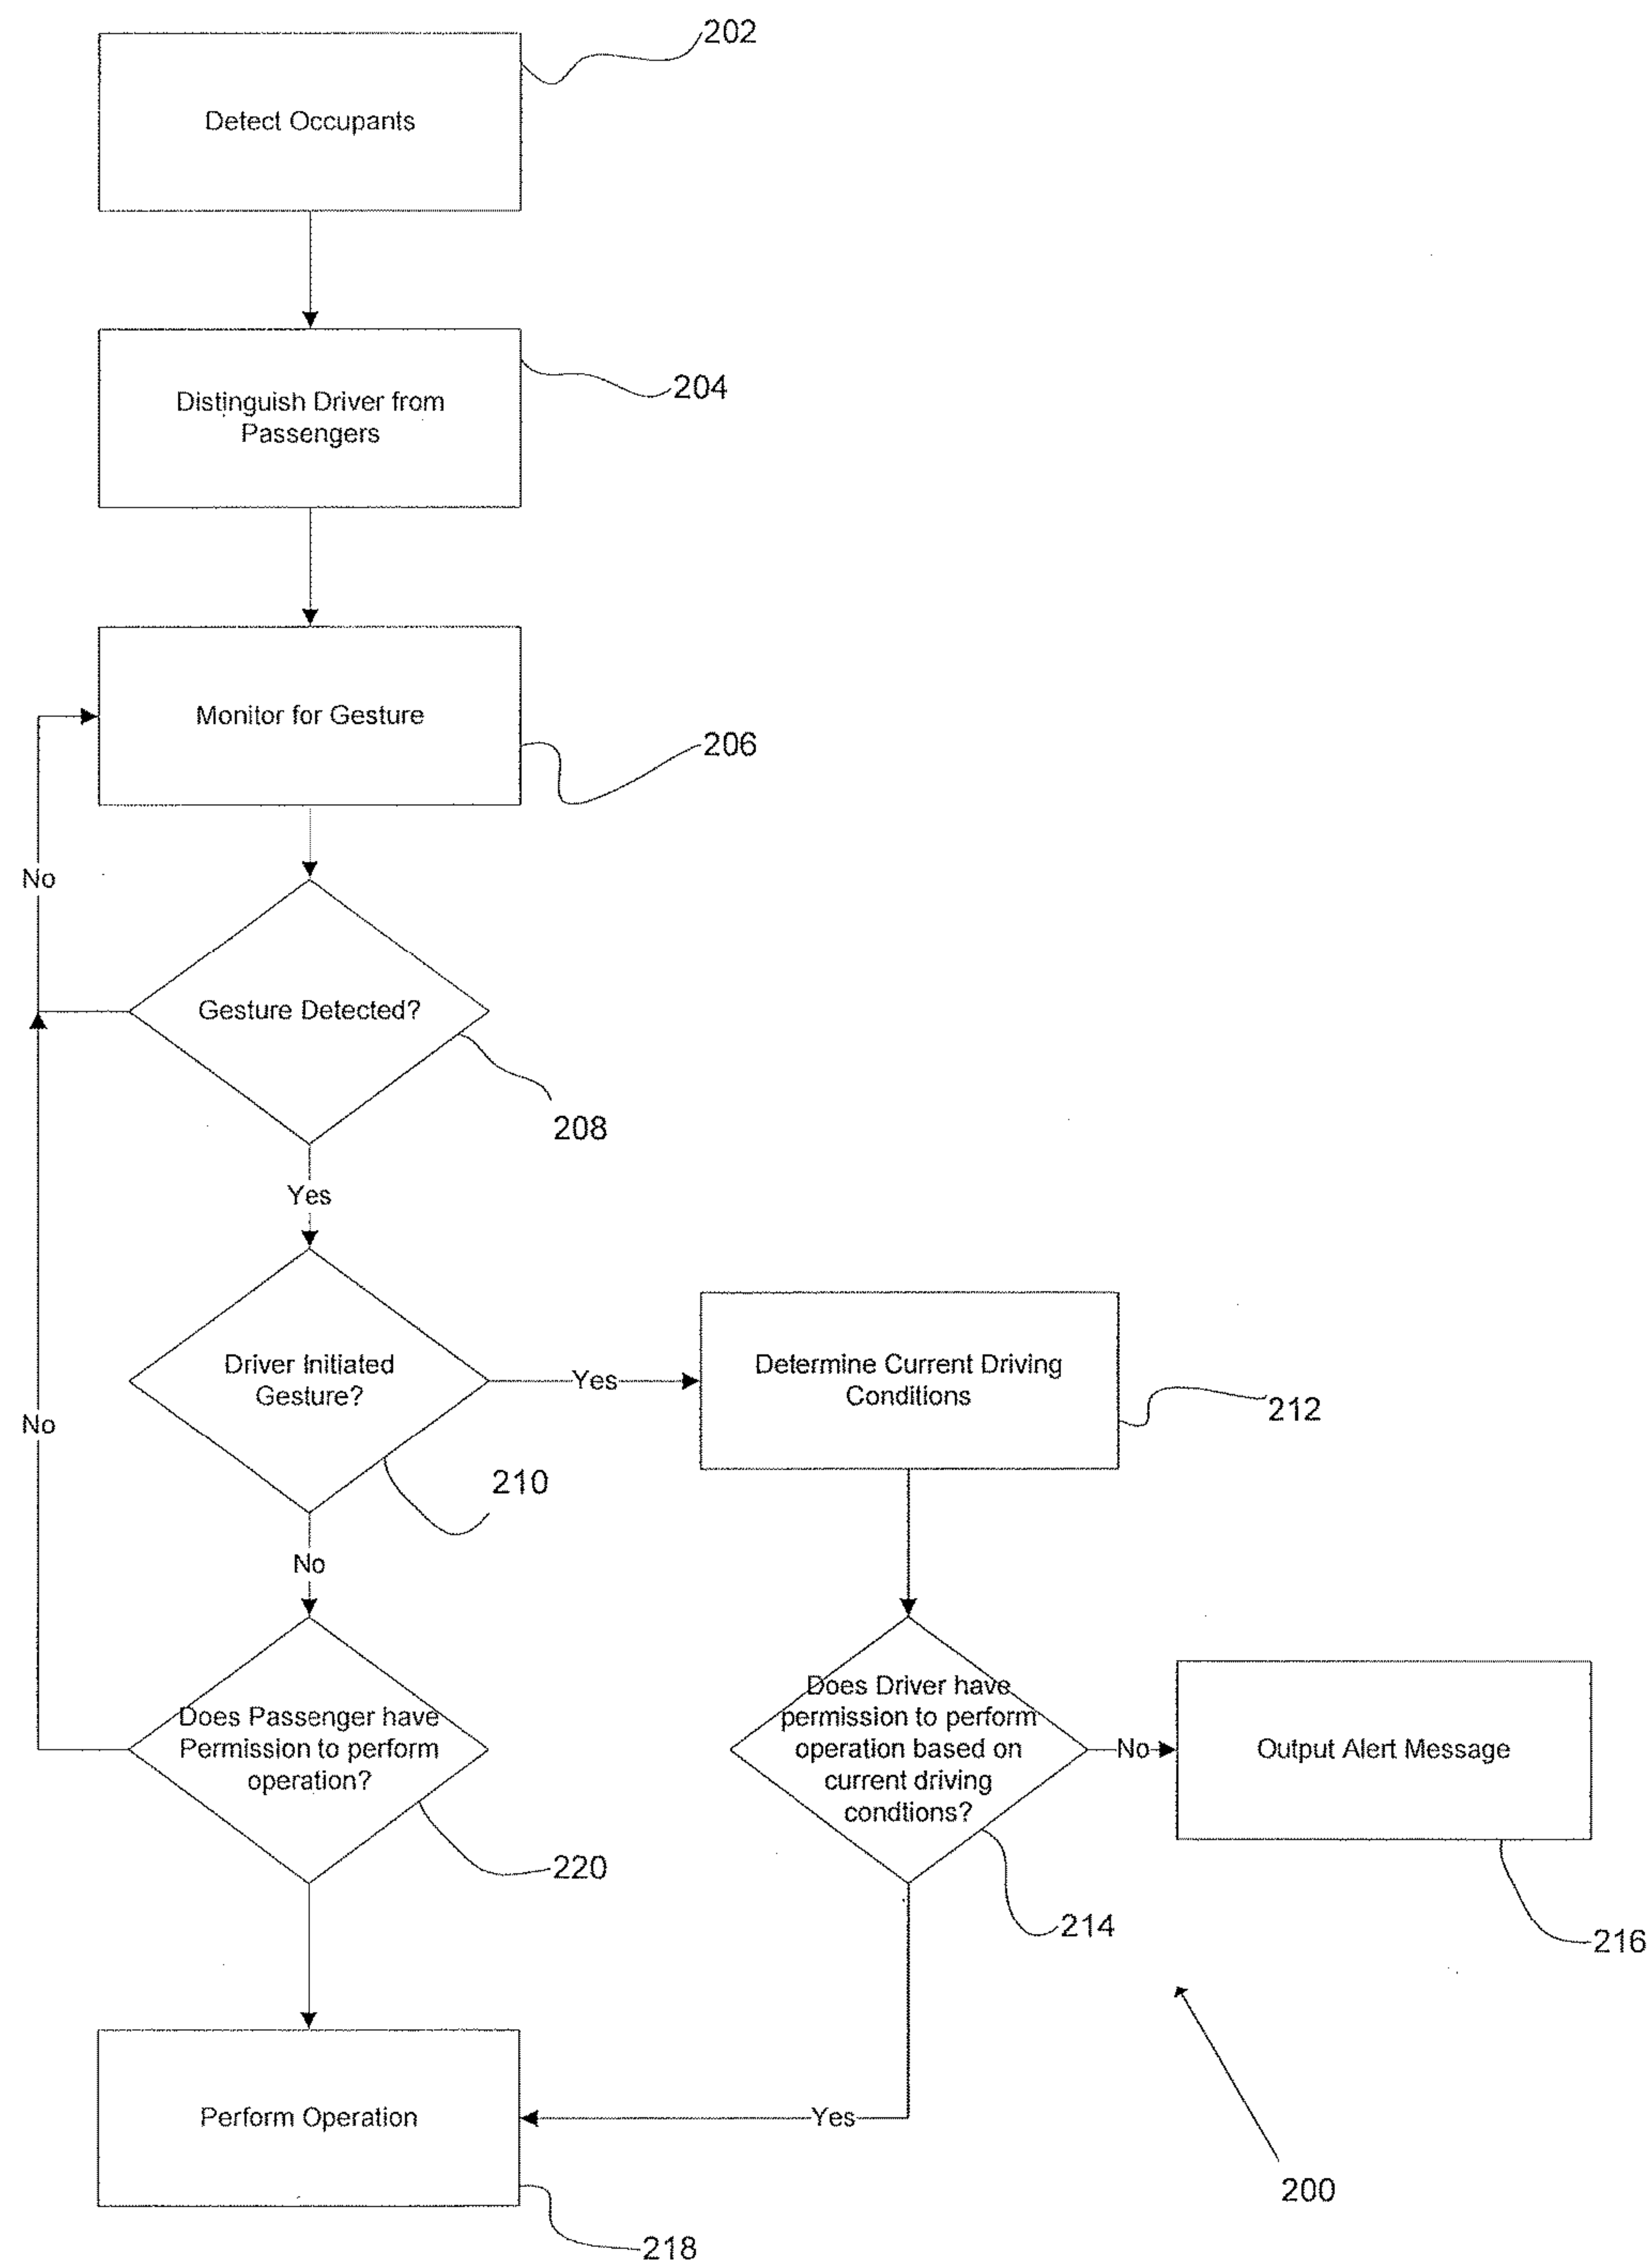 202
Detect Occupants
204
Distinguish Driver from
Passengers
Monitor for Gesture
206
No
Gesture Detected?
208
Yes
Driver Initiated
Gesture?
Yes
Determine Current Driving
Conditions
212
No
210
No
Does Passenger have
Permission to perform
operation?
220
Does Driver have
permission to perform
operation based on
current driving
condtions?
No
Output Alert Message
214
216
Perform Operation
Yes
200
218